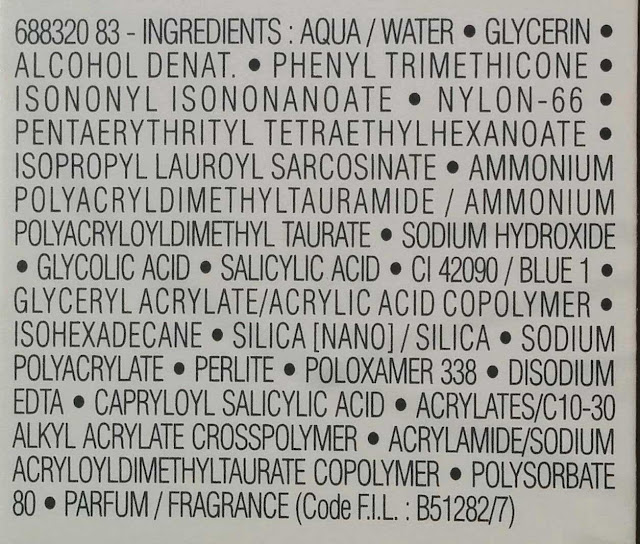 688320 83 - INGREDIENTS : AQUA / WATER • GLYCERIN •
ALCOHOL DENAT. • PHENYL TRIMETHICONE •
ISONONYL ISONONANOATE • NYLON-66 •
PENTAERYTHRITYL TETRAETHYLHEXANOATE •
ISOPROPYL LAUROYL SARCOSINATE • AMMONIUM
POLYACRYLDIMETHYLTAURAMIDE / AMMONIUM
POLYACRYLOYLDIMETHYL TAURATE • SODIUM HYDROXIDE
• GLYCOLIC ACID • SALICYLIC ACID • CI 42090 / BLUE 1 •
GLYCERYL ACRYLATE/ACRYLIC ACID COPOLYMER •
ISOHEXADECANE • SILICA [NANO] / SILICA • SODIUM
POLYACRYLATE • PERLITE • POLOXAMER 338 • DISODIUM
EDTA • CAPRYLOYL SALICYLIC ACID • ACRYLATES/C10-30
ALKYL ACRYLATE CROSSPOLYMER • ACRYLAMIDE/SODIUM
ACRYLOYLDIMETHYLTAURATE COPOLYMER • POLYSORBATE
80 • PARFUM / FRAGRANCE (Code F.I.L. : B51282/7)